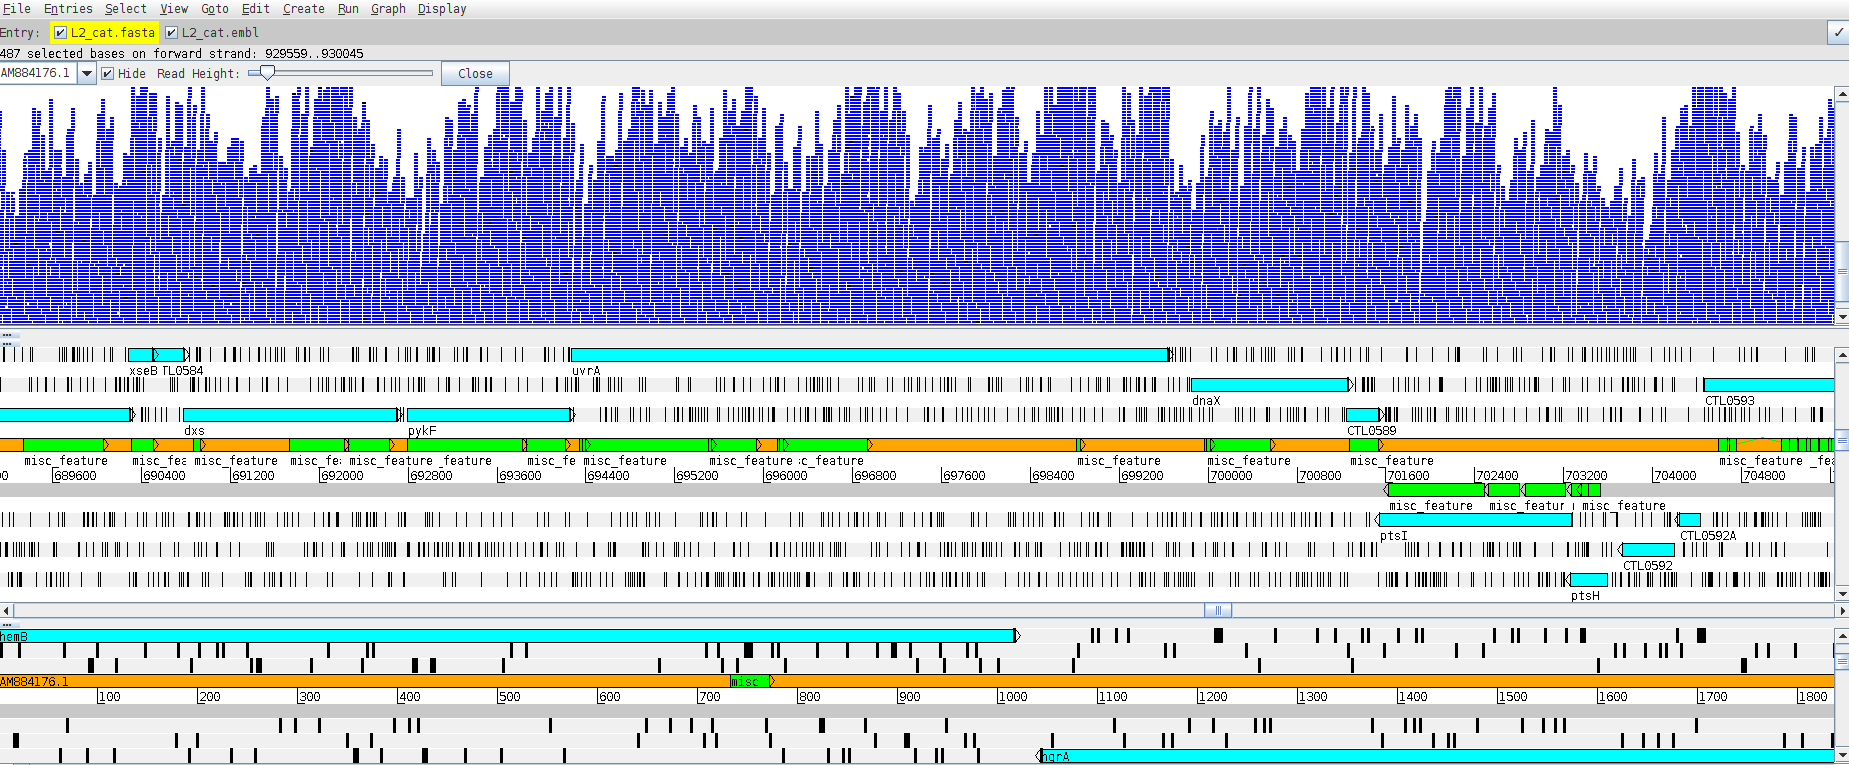 File Entries Select View Goto Edit Create Run Graph Display
Entry: L2_cat.fasta L2_cat.embl
487 selected bases on forward strand: 929559..930045
AM884176.1 Hide Read Height: Close
xseB TL0584 uvrA
dnaX CTL0593
dxs pykF CTL0589
misc_feature misc_fea misc_feature misc_fe misc_feature _feature misc_fe misc_feature misc_feature c_feature misc_feature misc_feature misc_feature misc_feature _fea
00 689600 690400 691200 692000 692800 693600 694400 695200 696000 696800 697600 698400 699200 700000 700800 701600 702400 703200 704000 704800
misc_feature misc_featur misc_feature
ptsI CTL0592A
CTL0592
ptsH
hemB
AM884176.1 misc
100 200 300 400 500 600 700 800 900 1000 1100 1200 1300 1400 1500 1600 1700 1800
nqrA